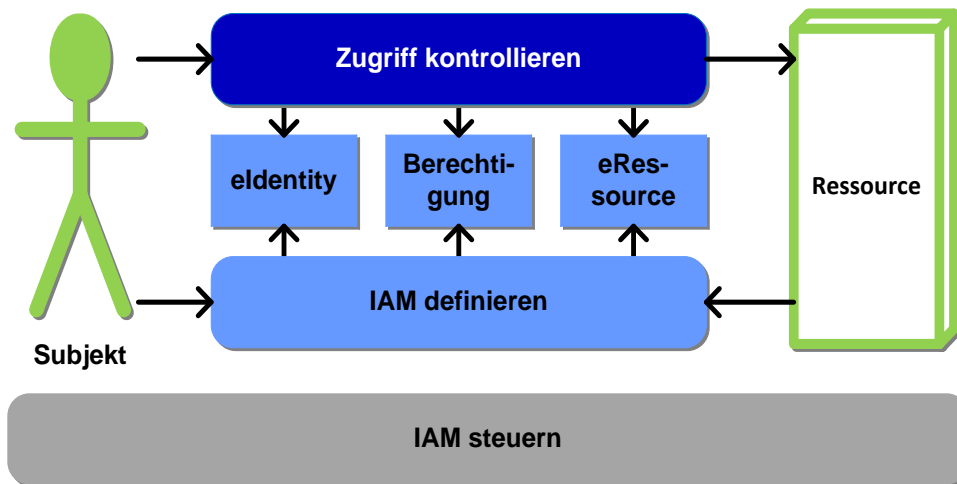 Zugriff kontrollieren
eIdentity
Berechti-
gung
eRes-
source
Ressource
IAM definieren
Subjekt
IAM steuern